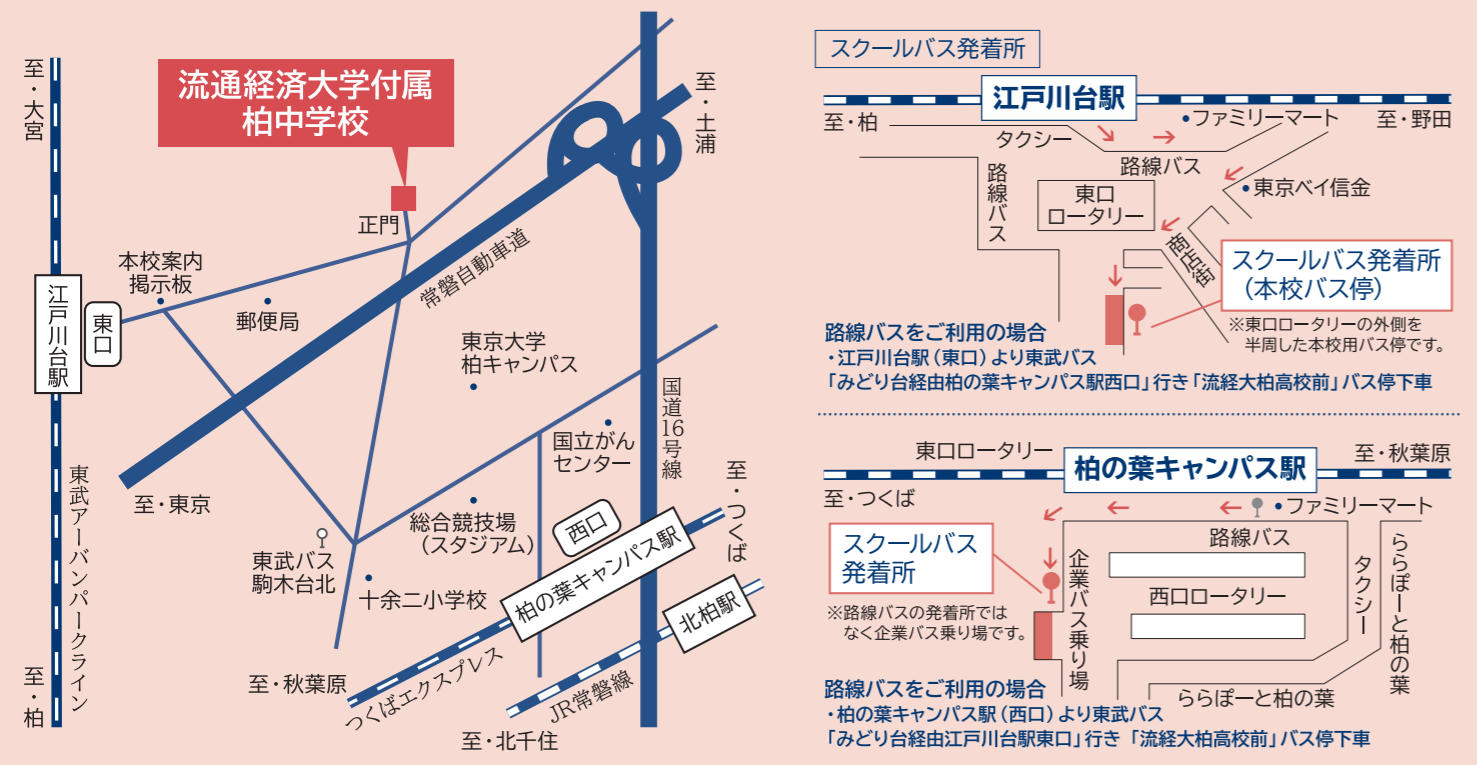 至・大宮
流通経済大学付属
柏中学校
至・土浦
正門
本校案内
掲示板
郵便局
常磐自動車道
江戸川台駅
東口
東京大学
柏キャンパス
国道16号線
国立がん
センター
至・東京
東武アーバンパークライン
至・つくば
総合競技場
（スタジアム）
西口
東武バス
駒木台北
十余二小学校
柏の葉キャンパス駅
北柏駅
至・秋葉原
つくばエクスプレス
JR常磐線
至・柏
至・北千住
スクールバス発着所
江戸川台駅
至・柏
タクシー
・ファミリーマート
至・野田
路線バス
路線バス
東口
ロータリー
・東京ベイ信金
商店街
スクールバス発着所
（本校バス停）
※東口ロータリーの外側を
半周した本校用バス停です。
路線バスをご利用の場合
・江戸川台駅（東口）より東武バス
「みどり台経由柏の葉キャンパス駅西口」行き「流経大柏高校前」バス停下車
東口ロータリー
柏の葉キャンパス駅
至・秋葉原
至・つくば
・ファミリーマート
スクールバス
発着所
路線バス
企業バス乗り場
西口ロータリー
タクシー
ららぽーと柏の葉
※路線バスの発着所では
なく企業バス乗り場です。
ららぽーと柏の葉
路線バスをご利用の場合
・柏の葉キャンパス駅（西口）より東武バス
「みどり台経由江戸川台駅東口」行き「流経大柏高校前」バス停下車